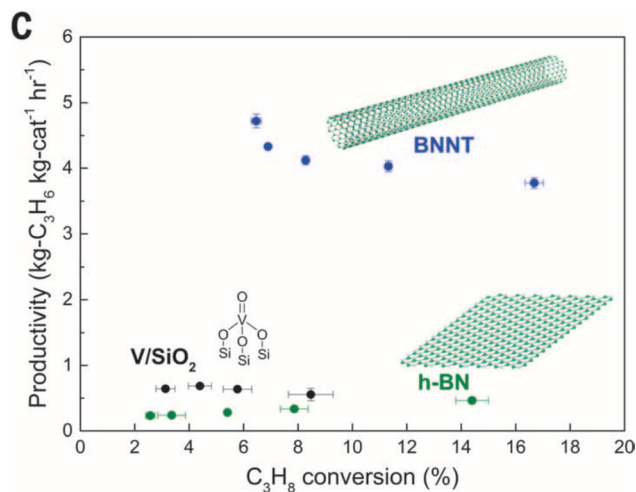 C
Productivity (kg-C₃H₆ kg-cat⁻¹ hr⁻¹)
6
5
4
3
2
1
0
BNNT
O
V
O O O
Si Si Si
V/SiO₂
h-BN
0 2 4 6 8 10 12 14 16 18 20
C₃H₈ conversion (%)